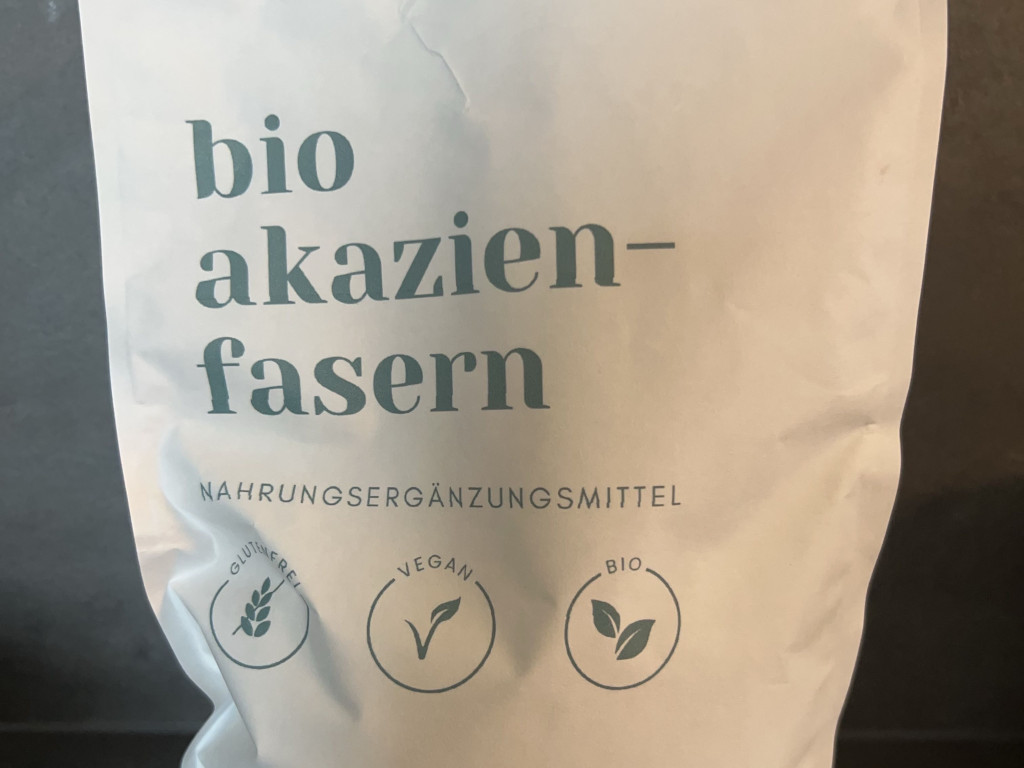 bio
akazien-
fasern
NAHRUNGSERGÄNZUNGSMITTEL
GLUTENFREI
VEGAN
BIO